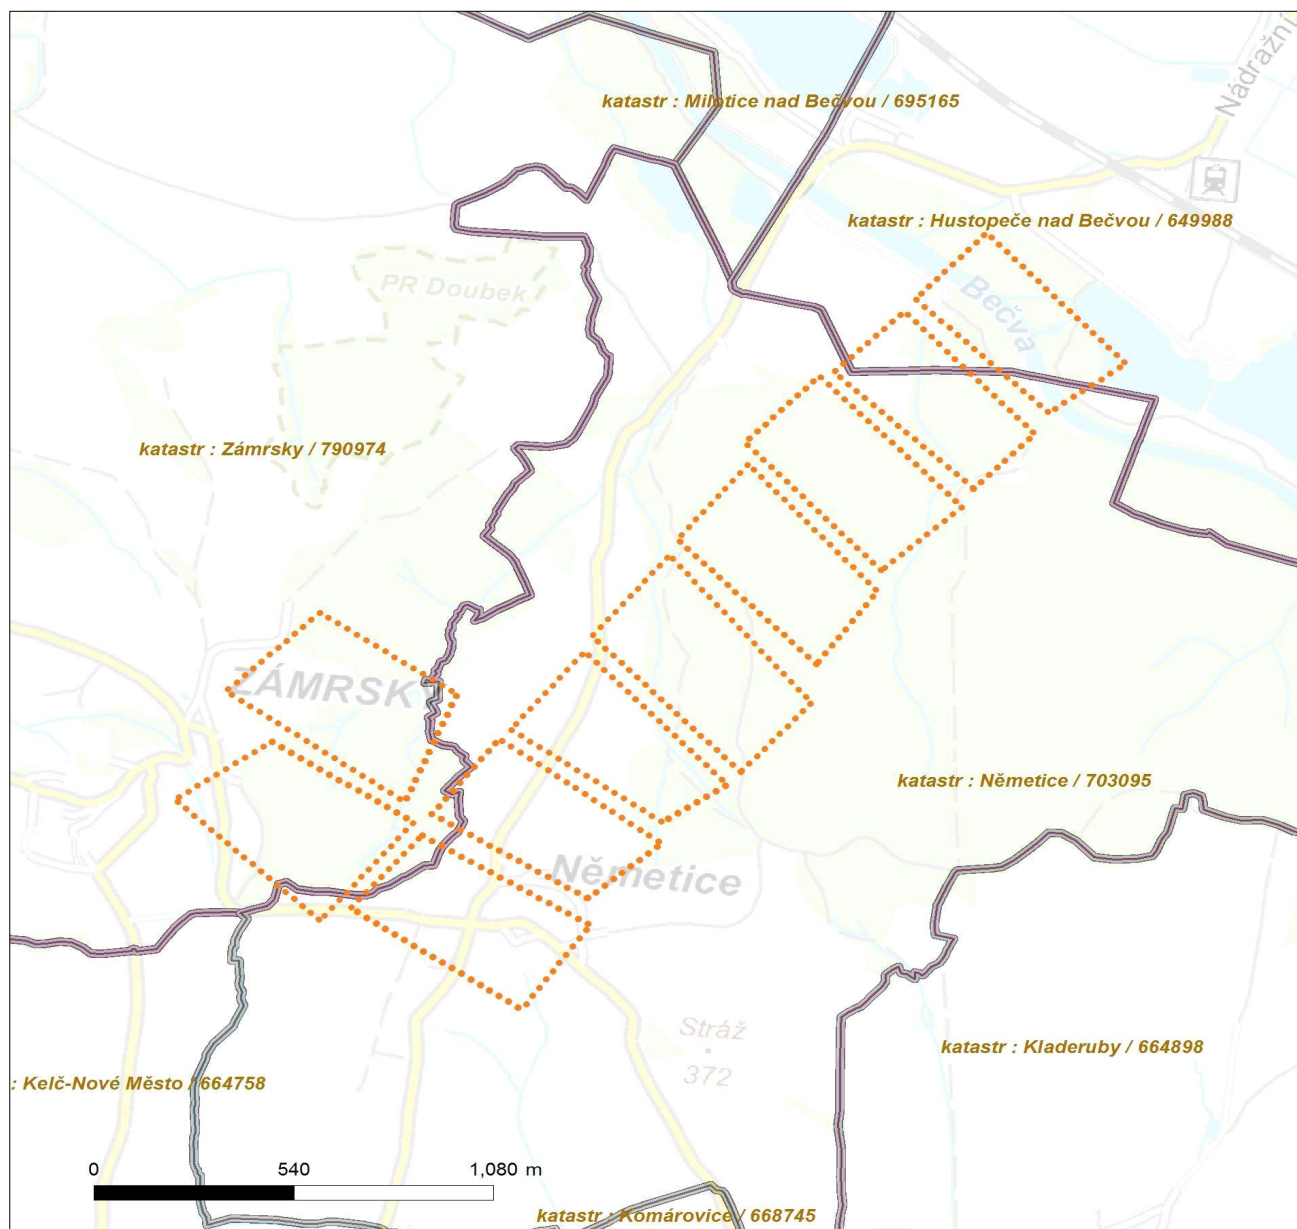 Nádražní
katastr : Milotice nad Bečvou / 695165
katastr : Hustopeče nad Bečvou / 649988
PR Doubek
Bečva
katastr : Zámrsky / 790974
ZÁMRSK
katastr : Němetice / 703095
Němetice
Stráž
372
katastr : Kladeruby / 664898
: Kelč-Nové Město / 664758
0 540 1,080 m
katastr : Komárovice / 668745